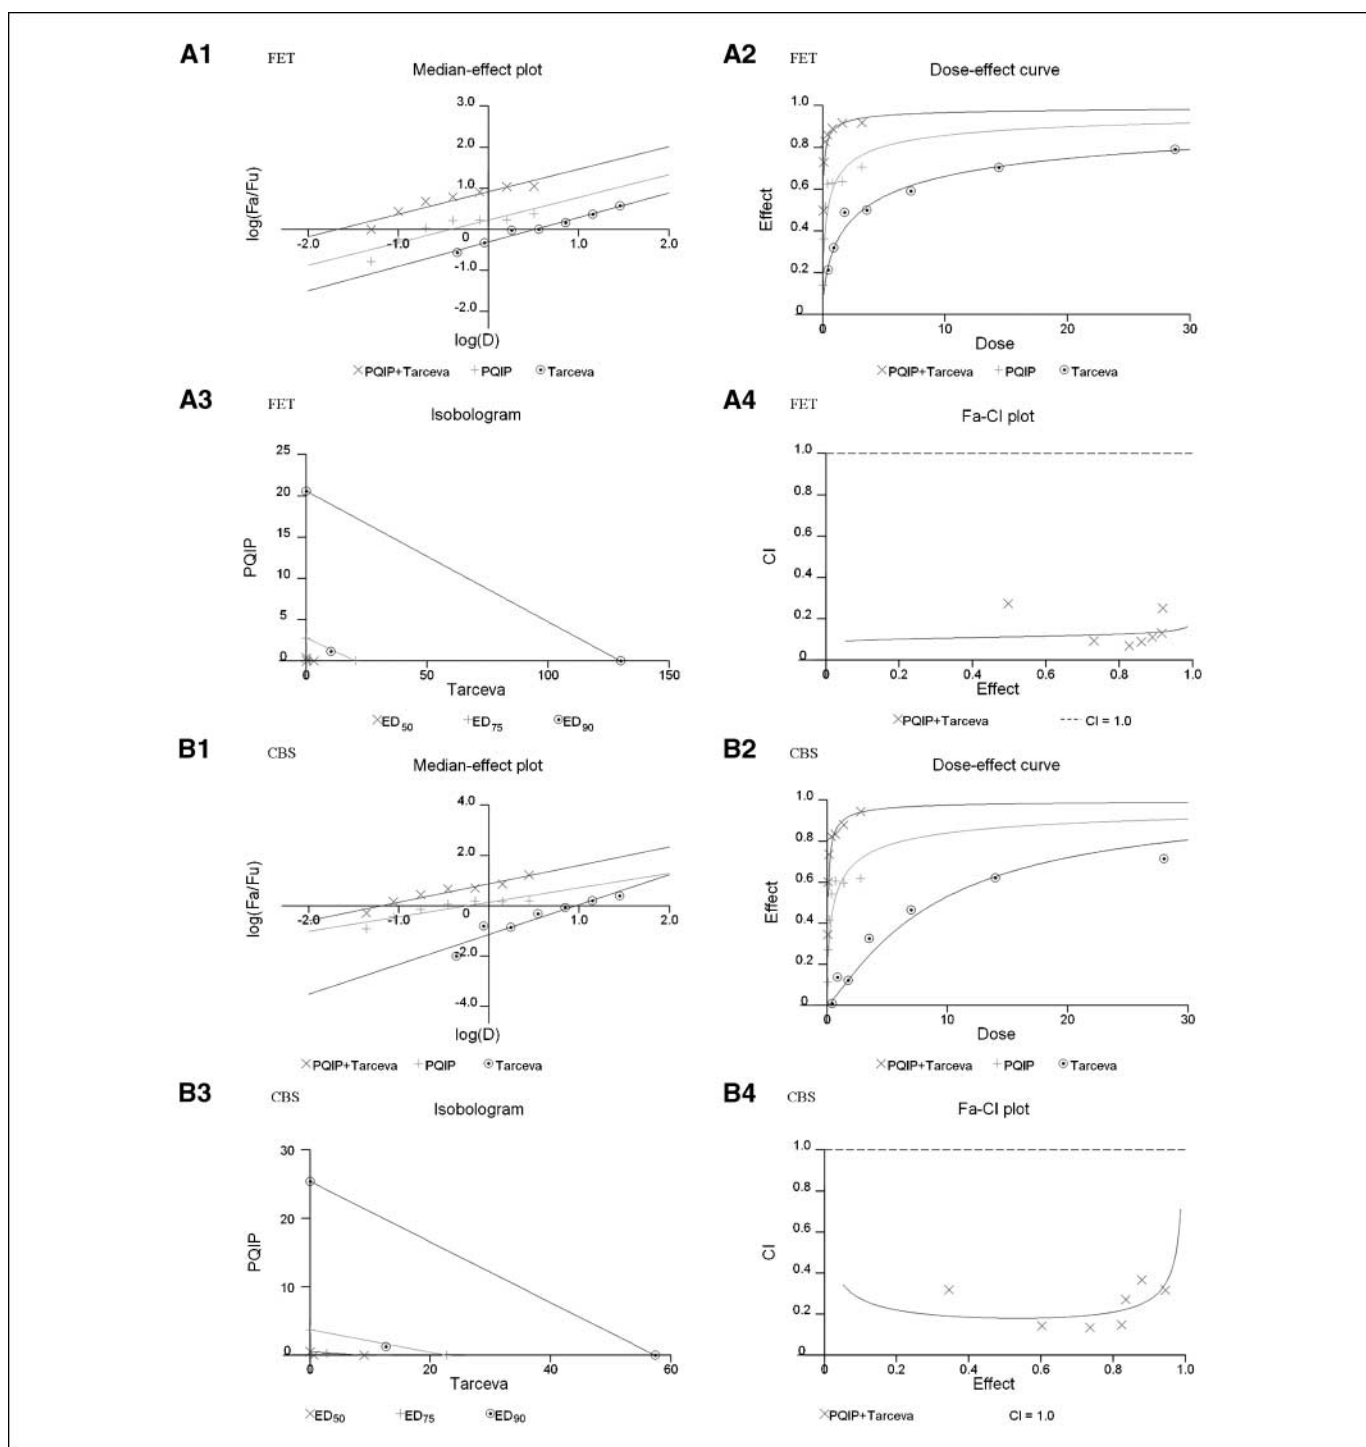 A1 FET
Median-effect plot
3.0
2.0
1.0
0
-1.0
-2.0
log(Fa/Fu)
-2.0 -1.0 1.0 2.0
log(D)
PQIP+Tarceva PQIP Tarceva
A2 FET
Dose-effect curve
1.0
0.8
0.6
0.4
0.2
0
Effect
0 10 20 30
Dose
PQIP+Tarceva PQIP Tarceva
A3 FET
Isobologram
25
20
15
10
5
0
PQIP
0 50 100 150
Tarceva
ED50 ED75 ED90
A4 FET
Fa-CI plot
1.0
0.8
0.6
0.4
0.2
0
CI
0 0.2 0.4 0.6 0.8 1.0
Effect
PQIP+Tarceva CI = 1.0
B1 CBS
Median-effect plot
4.0
2.0
0
-2.0
-4.0
log(Fa/Fu)
-2.0 -1.0 1.0 2.0
log(D)
PQIP+Tarceva PQIP Tarceva
B2 CBS
Dose-effect curve
1.0
0.8
0.6
0.4
0.2
0
Effect
0 10 20 30
Dose
PQIP+Tarceva PQIP Tarceva
B3 CBS
Isobologram
30
20
10
0
PQIP
0 20 40 60
Tarceva
ED50 ED75 ED90
B4 CBS
Fa-CI plot
1.0
0.8
0.6
0.4
0.2
0
CI
0 0.2 0.4 0.6 0.8 1.0
Effect
PQIP+Tarceva CI = 1.0